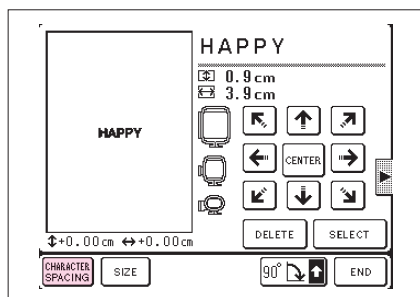 HAPPY
0.9cm
3.9cm
HAPPY
CENTER
+0.00cm +0.00cm
DELETE
SELECT
CHARACTER
SPACING
SIZE
90°
END